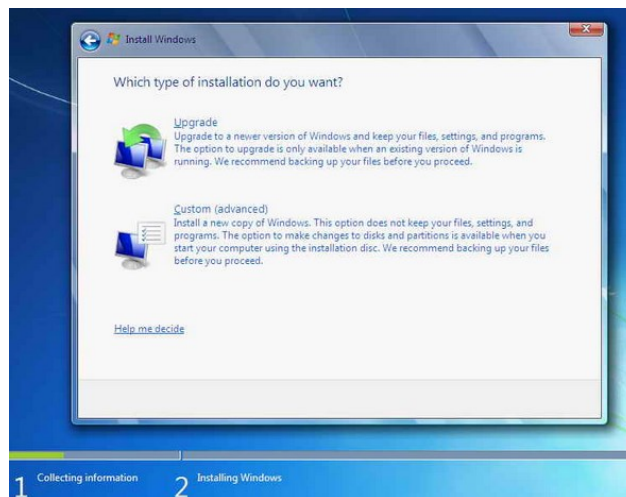 Install Windows
Which type of installation do you want?
Upgrade
Upgrade to a newer version of Windows and keep your files, settings, and programs.
The option to upgrade is only available when an existing version of Windows is
running. We recommend backing up your files before you proceed.
Custom (advanced)
Install a new copy of Windows. This option does not keep your files, settings, and
programs. The option to make changes to disks and partitions is available when you
start your computer using the installation disc. We recommend backing up your files
before you proceed.
Help me decide
1 Collecting information 2 Installing Windows